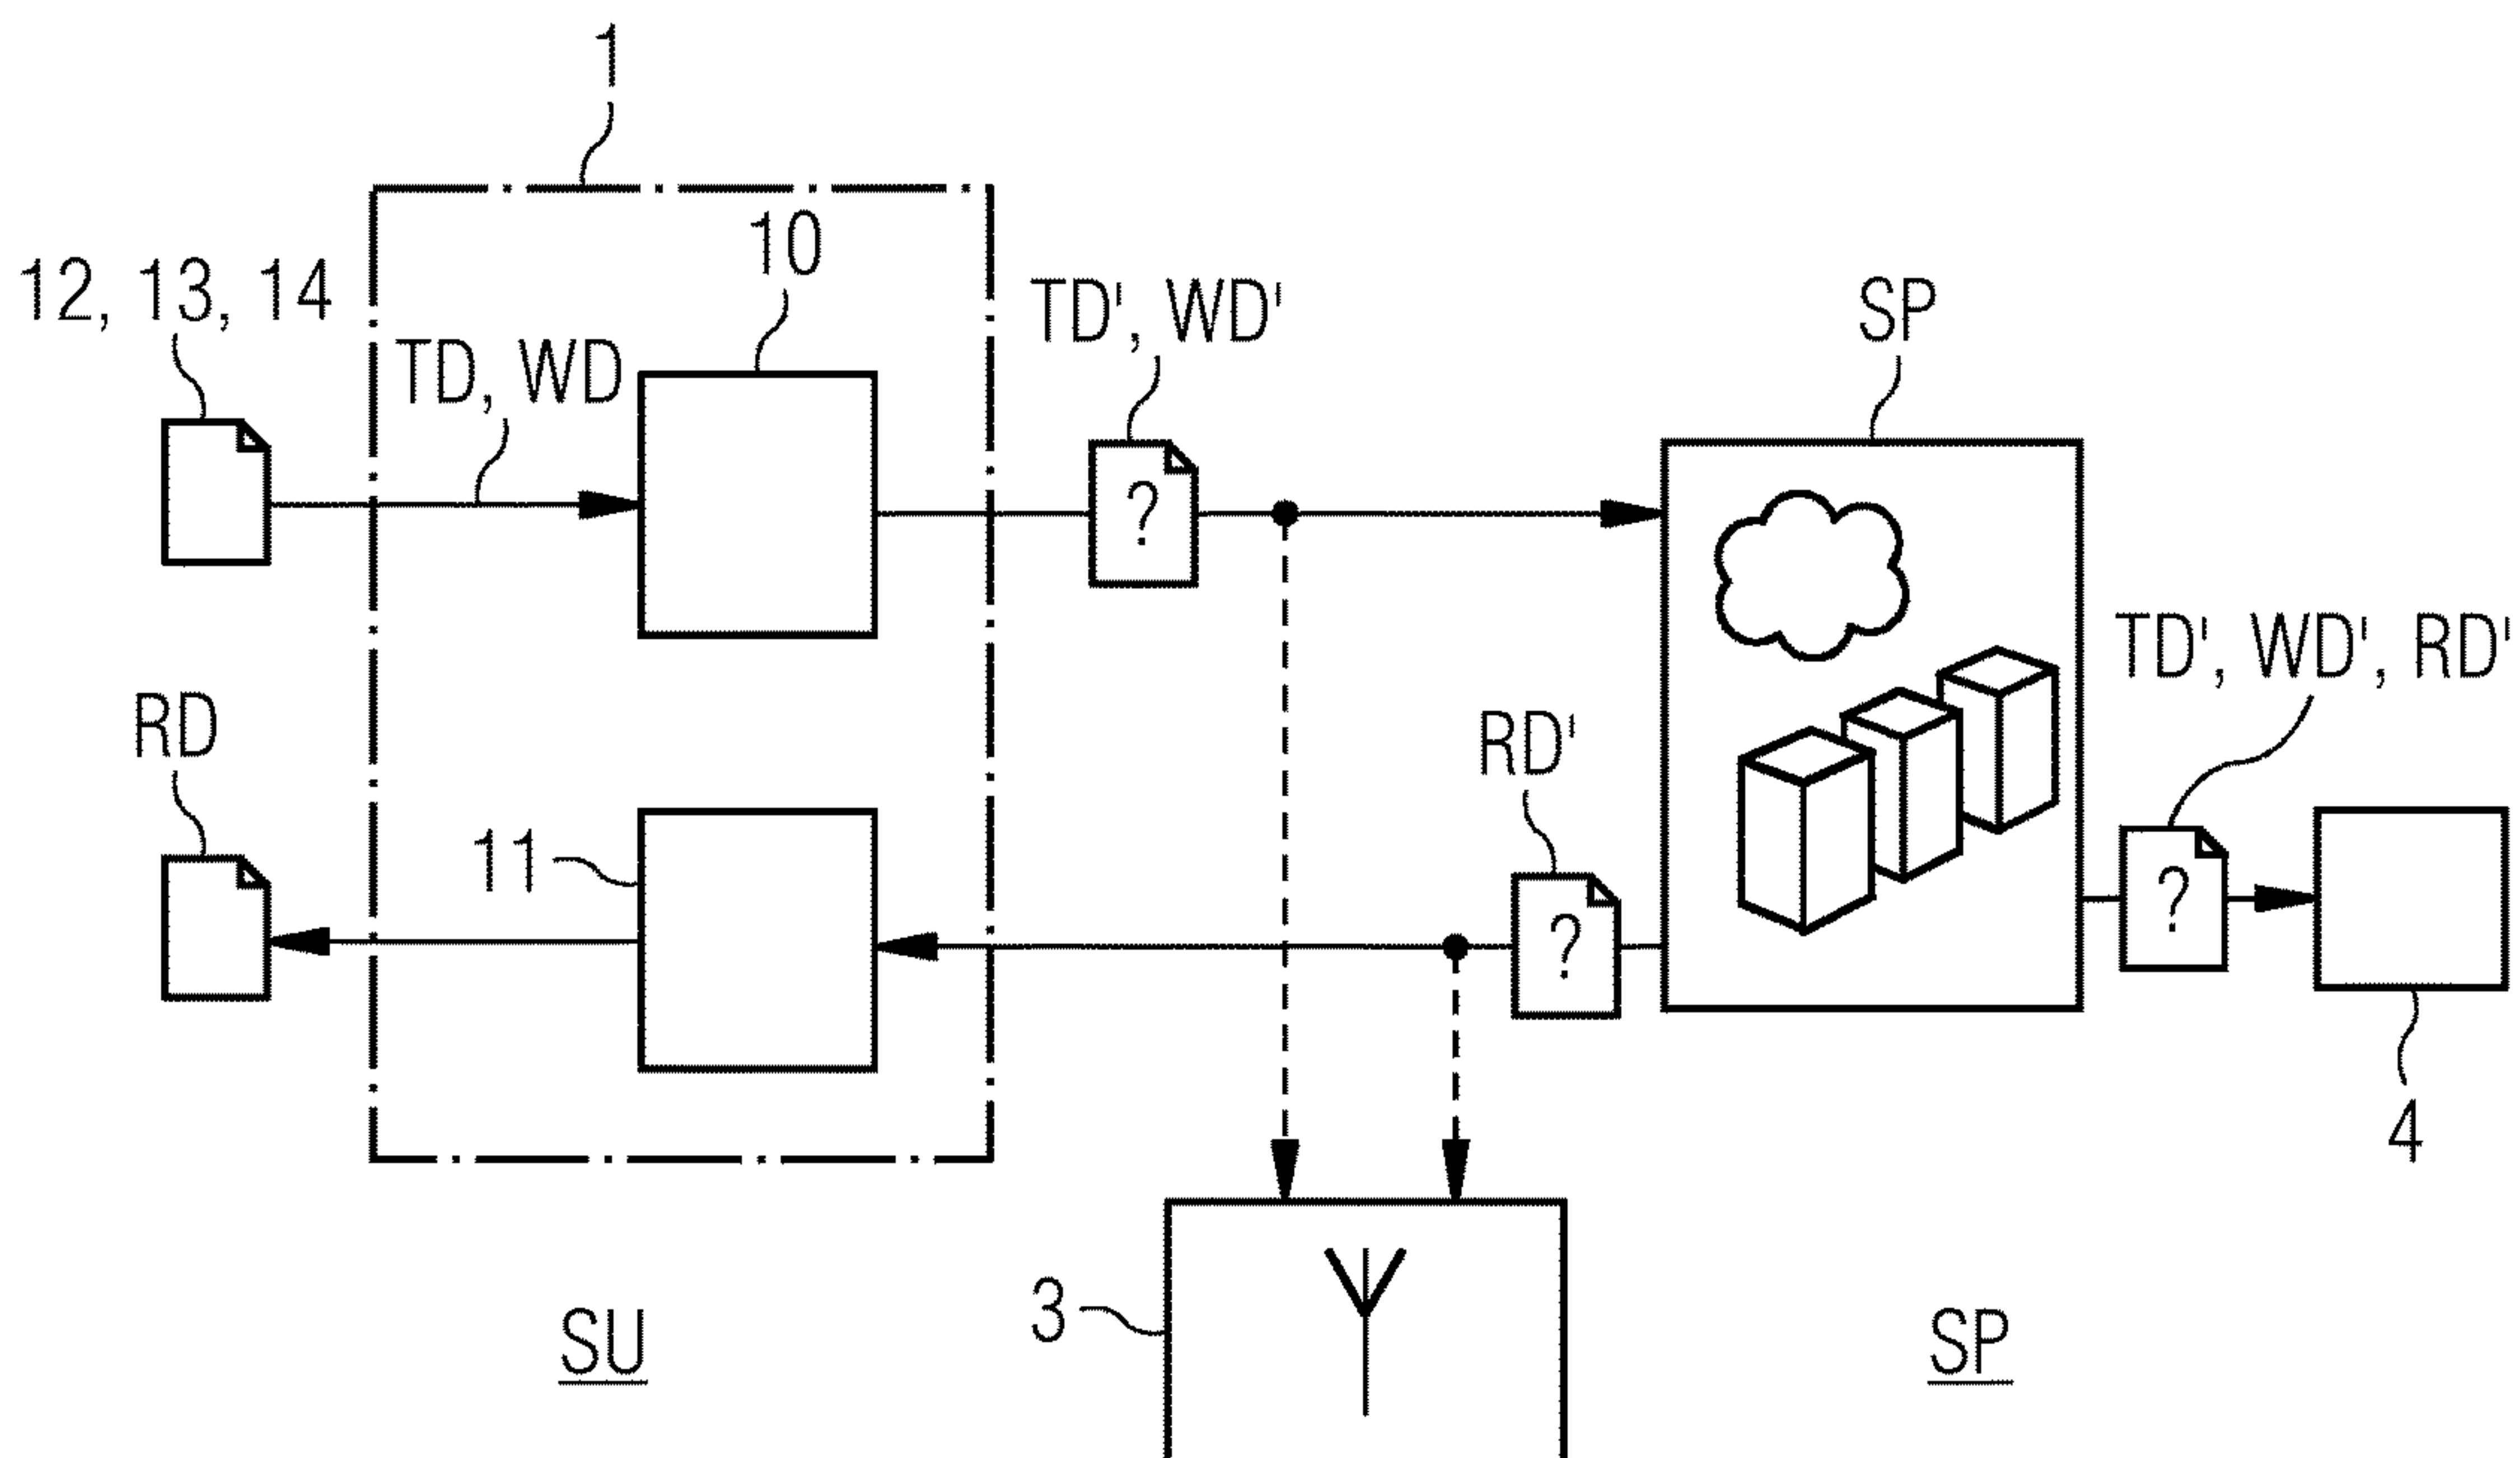 1
10
12, 13, 14
TD', WD'
SP
TD, WD
?
TD', WD', RD'
RD
RD'
11
?
?
4
3
SU
SP